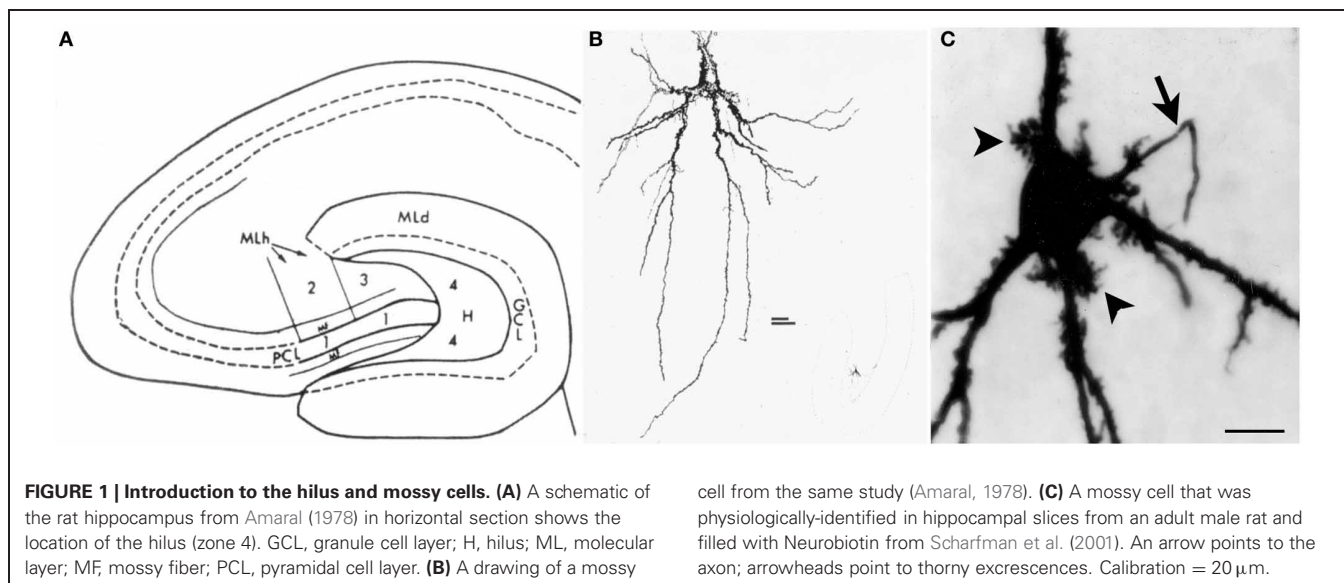 A
B
C
MLd
MLh
3
2
4
1
H
GCL
4
MF
1
PCL
MF
FIGURE 1 | Introduction to the hilus and mossy cells. (A) A schematic of
the rat hippocampus from Amaral (1978) in horizontal section shows the
location of the hilus (zone 4). GCL, granule cell layer; H, hilus; ML, molecular
layer; MF, mossy fiber; PCL, pyramidal cell layer. (B) A drawing of a mossy
cell from the same study (Amaral, 1978). (C) A mossy cell that was
physiologically-identified in hippocampal slices from an adult male rat and
filled with Neurobiotin from Scharfman et al. (2001). An arrow points to the
axon; arrowheads point to thorny excrescences. Calibration = 20 μm.